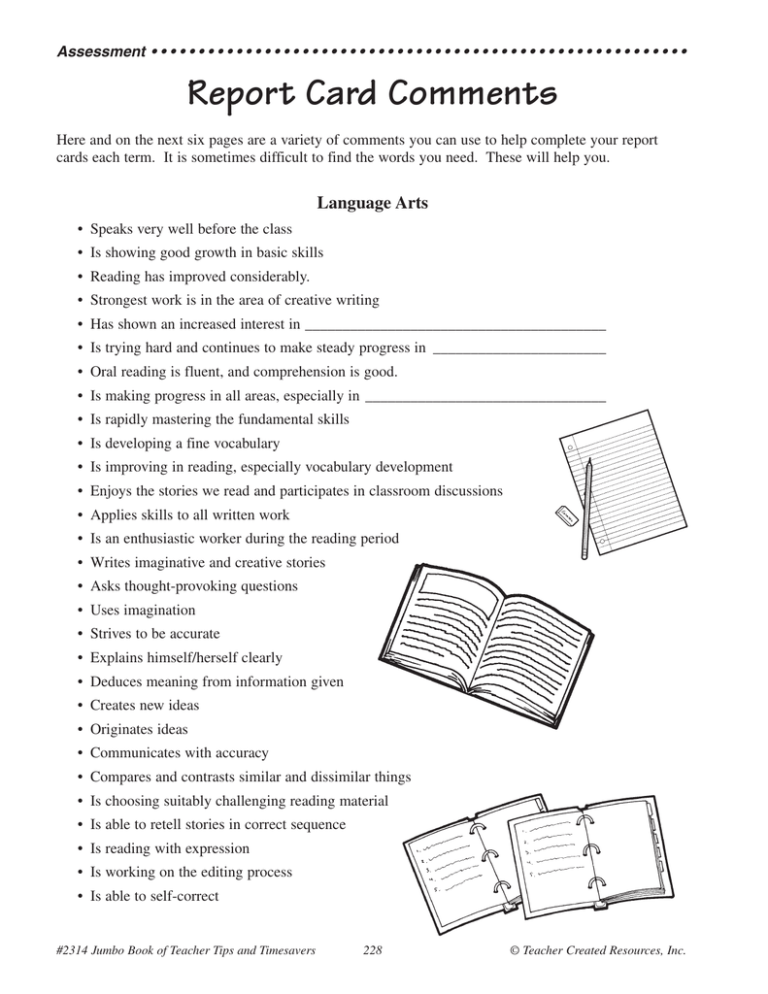 Assessment
Report Card Comments
Here and on the next six pages are a variety of comments you can use to help complete your report
cards each term. It is sometimes difficult to find the words you need. These will help you.
Language Arts
• Speaks very well before the class
• Is showing good growth in basic skills
• Reading has improved considerably.
• Strongest work is in the area of creative writing
• Has shown an increased interest in ________________________________________
• Is trying hard and continues to make steady progress in _______________________
• Oral reading is fluent, and comprehension is good.
• Is making progress in all areas, especially in ________________________________
• Is rapidly mastering the fundamental skills
• Is developing a fine vocabulary
• Is improving in reading, especially vocabulary development
• Enjoys the stories we read and participates in classroom discussions
• Applies skills to all written work
• Is an enthusiastic worker during the reading period
• Writes imaginative and creative stories
• Asks thought-provoking questions
• Uses imagination
• Strives to be accurate
• Explains himself/herself clearly
• Deduces meaning from information given
• Creates new ideas
• Originates ideas
• Communicates with accuracy
• Compares and contrasts similar and dissimilar things
• Is choosing suitably challenging reading material
• Is able to retell stories in correct sequence
• Is reading with expression
• Is working on the editing process
• Is able to self-correct
#2314 Jumbo Book of Teacher Tips and Timesavers 228 © Teacher Created Resources, Inc.